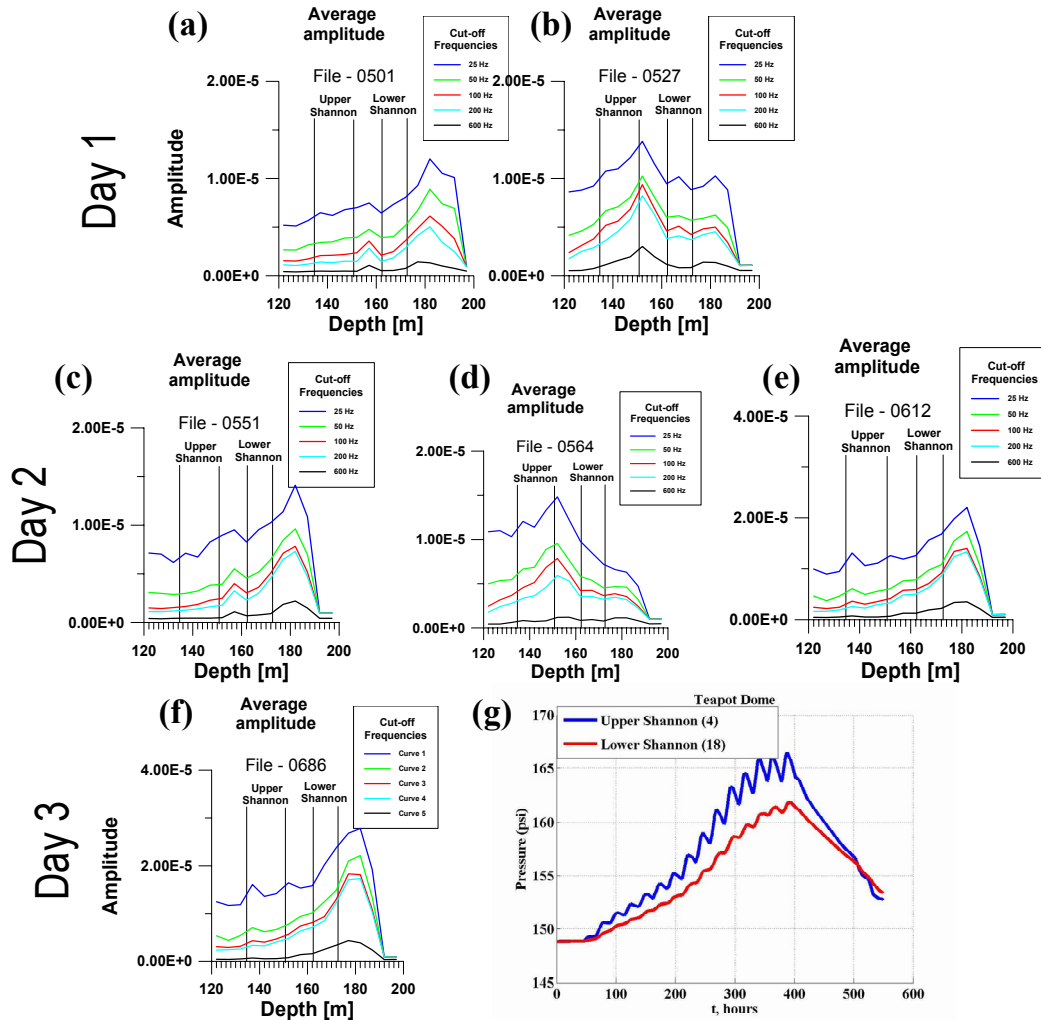 Day 1
(a)
Average
amplitude
Cut-off
Frequencies
25 Hz
50 Hz
100 Hz
200 Hz
600 Hz
File - 0501
Upper
Shannon
Lower
Shannon
Amplitude
2.00E-5
1.00E-5
0.00E+0
120 140 160 180 200
Depth [m]
(b)
Average
amplitude
Cut-off
Frequencies
25 Hz
50 Hz
100 Hz
200 Hz
600 Hz
File - 0527
Upper
Shannon
Lower
Shannon
2.00E-5
1.00E-5
0.00E+0
120 140 160 180 200
Depth [m]
Day 2
(c)
Average
amplitude
Cut-off
Frequencies
25 Hz
50 Hz
100 Hz
200 Hz
600 Hz
File - 0551
Upper
Shannon
Lower
Shannon
2.00E-5
1.00E-5
0.00E+0
120 140 160 180 200
Depth [m]
(d)
Average
amplitude
Cut-off
Frequencies
25 Hz
50 Hz
100 Hz
200 Hz
600 Hz
File - 0564
Upper
Shannon
Lower
Shannon
2.00E-5
1.00E-5
0.00E+0
120 140 160 180 200
Depth [m]
(e)
Average
amplitude
Cut-off
Frequencies
25 Hz
50 Hz
100 Hz
200 Hz
600 Hz
File - 0612
Upper
Shannon
Lower
Shannon
4.00E-5
2.00E-5
0.00E+0
120 140 160 180 200
Depth [m]
Day 3
(f)
Average
amplitude
Cut-off
Frequencies
Curve 1
Curve 2
Curve 3
Curve 4
Curve 5
File - 0686
Upper
Shannon
Lower
Shannon
Amplitude
4.00E-5
2.00E-5
0.00E+0
120 140 160 180 200
Depth [m]
(g)
Teapot Dome
Upper Shannon (4)
Lower Shannon (18)
Pressure (psi)
170
165
160
155
150
145
0 100 200 300 400 500 600
t, hours